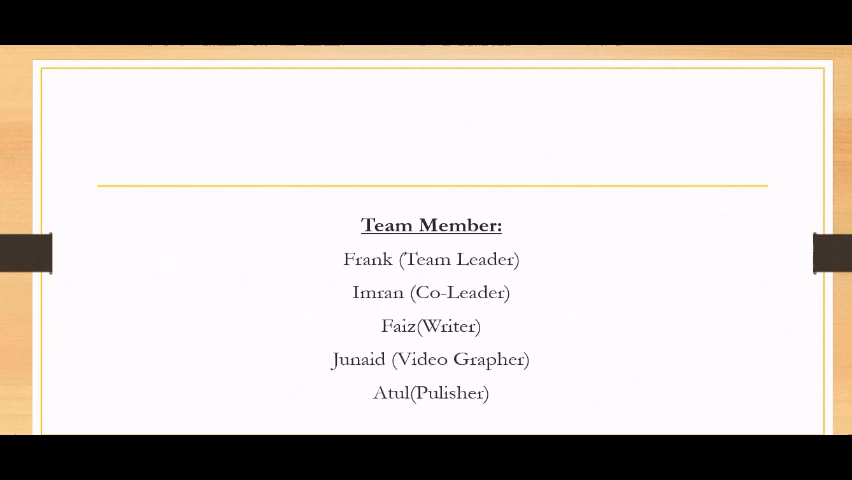 Team Member:
Frank (Team Leader)
Imran (Co-Leader)
Faiz(Writer)
Junaid (Video Grapher)
Atul(Pulisher)